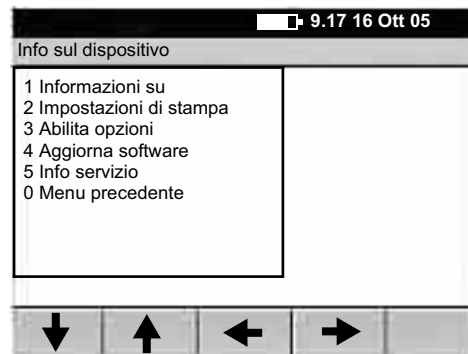 9.17 16 Ott 05
Info sul dispositivo
1 Informazioni su
2 Impostazioni di stampa
3 Abilita opzioni
4 Aggiorna software
5 Info servizio
0 Menu precedente